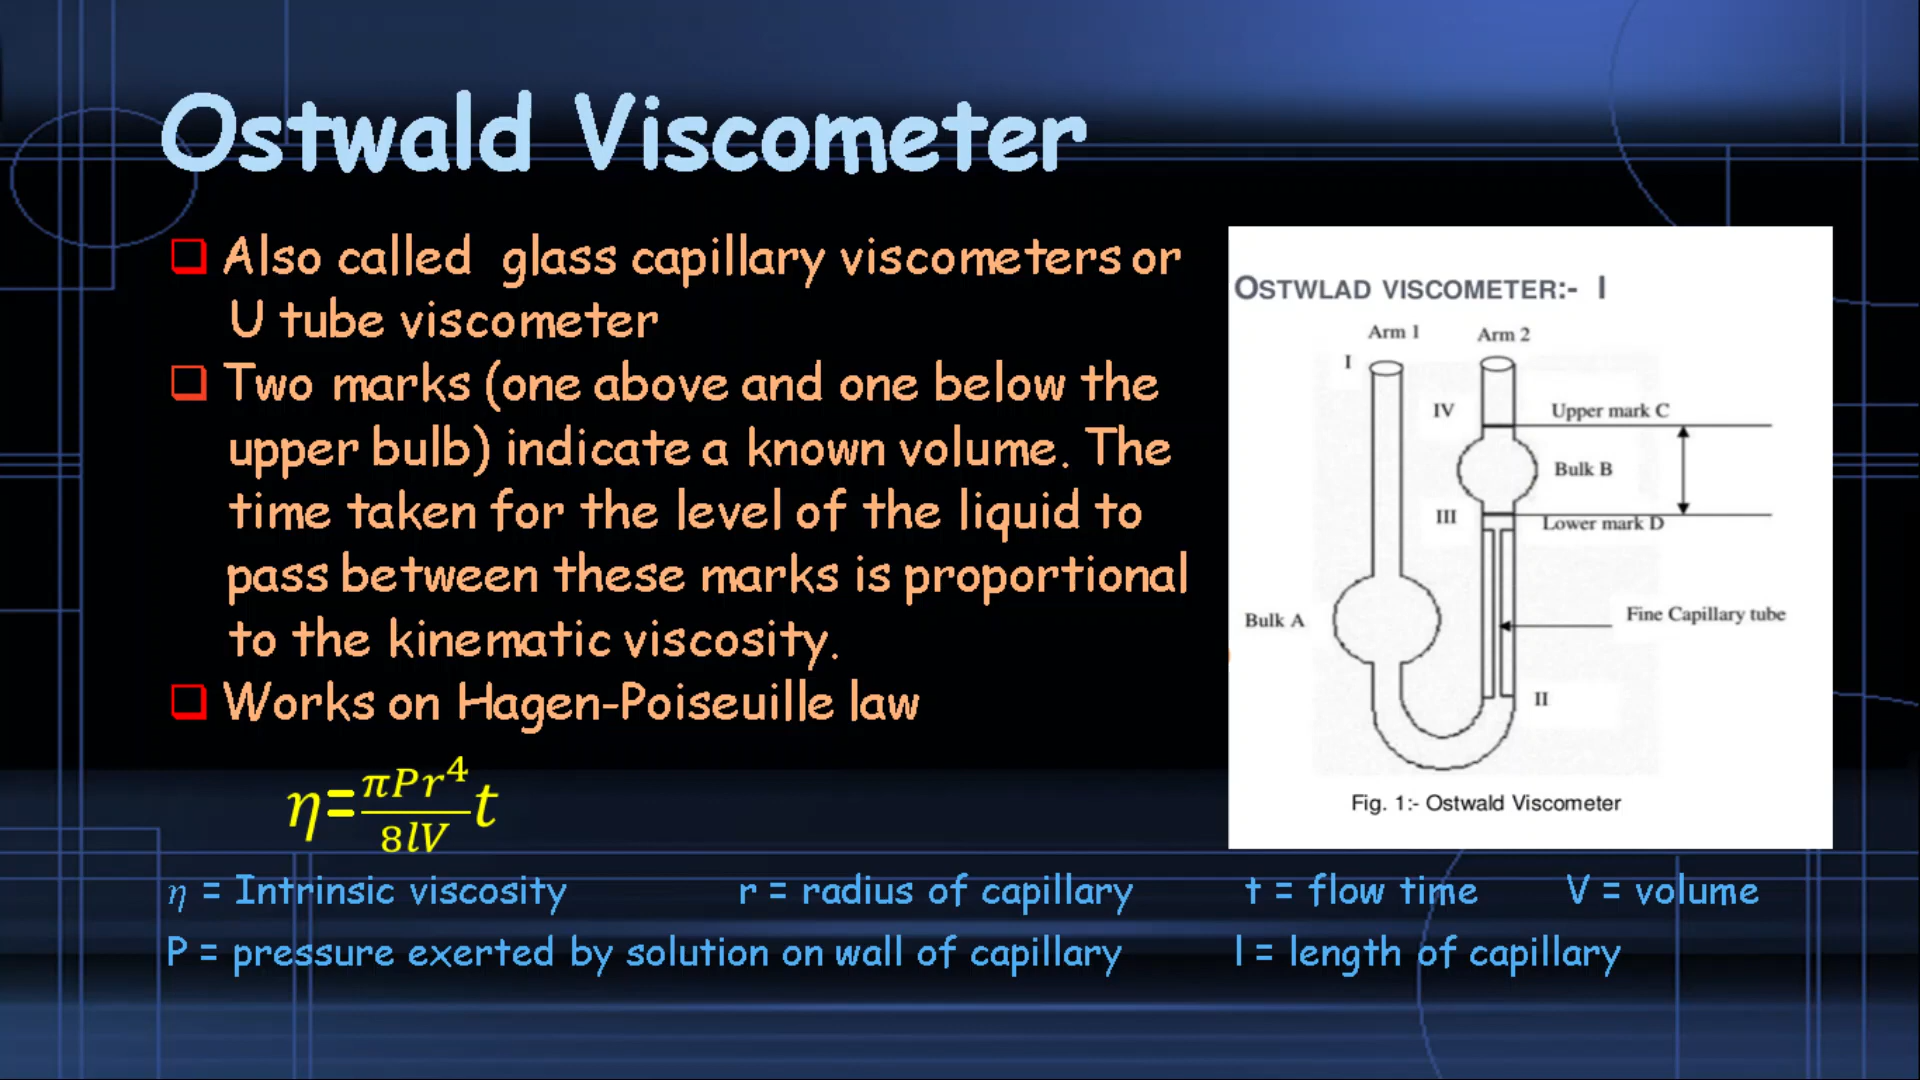 Ostwald Viscometer
❑ Also called glass capillary viscometers or
U tube viscometer
❑ Two marks (one above and one below the
upper bulb) indicate a known volume. The
time taken for the level of the liquid to
pass between these marks is proportional
to the kinematic viscosity.
❑ Works on Hagen-Poiseuille law
η=\frac{πPr^4}{8lV}t
η = Intrinsic viscosity r = radius of capillary t = flow time V = volume
P = pressure exerted by solution on wall of capillary l = length of capillary
OSTWLAD VISCOMETER:- I
Arm 1 Arm 2
I
IV Upper mark C
Bulk B
III Lower mark D
Bulk A Fine Capillary tube
II
Fig. 1:- Ostwald Viscometer